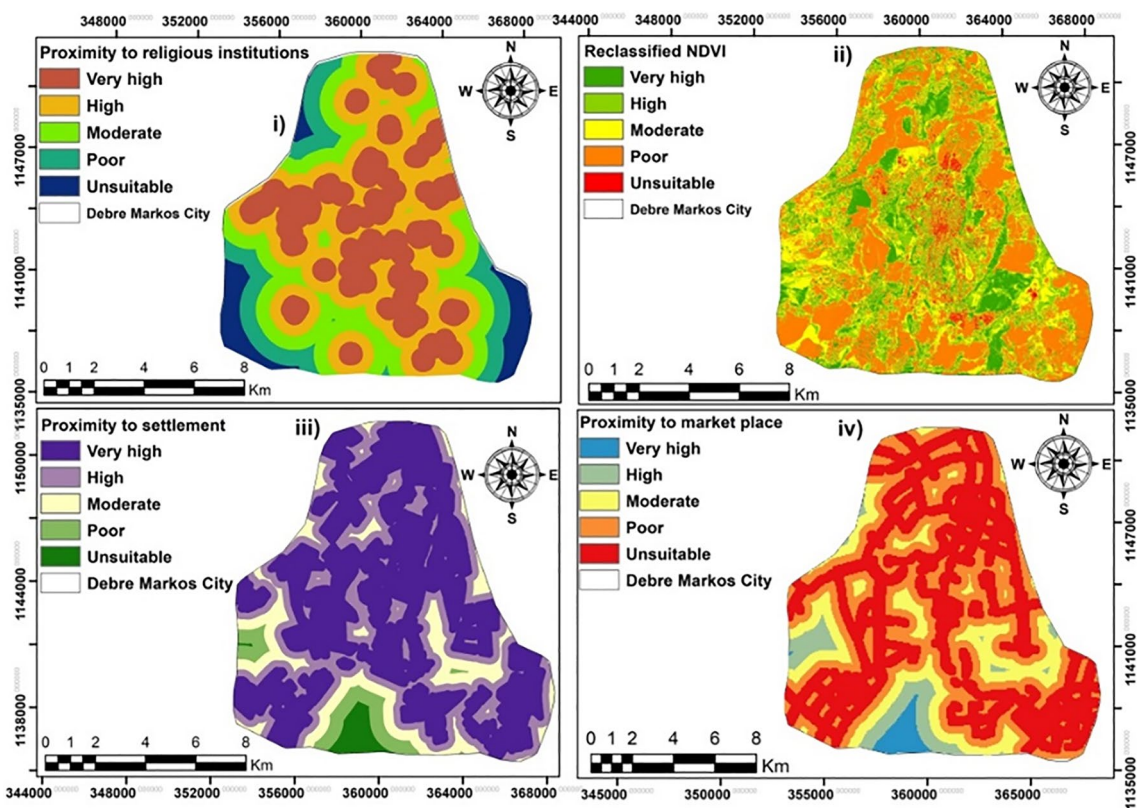 348000 352000 356000 360000 364000 368000
344000 348000 352000 356000 360000 364000 368000
Proximity to religious institutions
Very high
High
Moderate
Poor
Unsuitable
Debre Markos City
i)
N
W E
S
0 1 2 4 6 8
Km
1147000
1141000
1135000
Reclassified NDVI
Very high
High
Moderate
Poor
Unsuitable
Debre Markos City
ii)
N
W E
S
0 1 2 4 6 8
Km
1147000
1141000
1135000
Proximity to settlement
Very high
High
Moderate
Poor
Unsuitable
Debre Markos City
iii)
N
W E
S
0 1 2 4 6 8
Km
1150000
1144000
1138000
Proximity to market place
Very high
High
Moderate
Poor
Unsuitable
Debre Markos City
iv)
N
W E
S
0 1 2 4 6 8
Km
1147000
1141000
1135000
344000 348000 352000 356000 360000 364000 368000
345000 350000 355000 360000 365000